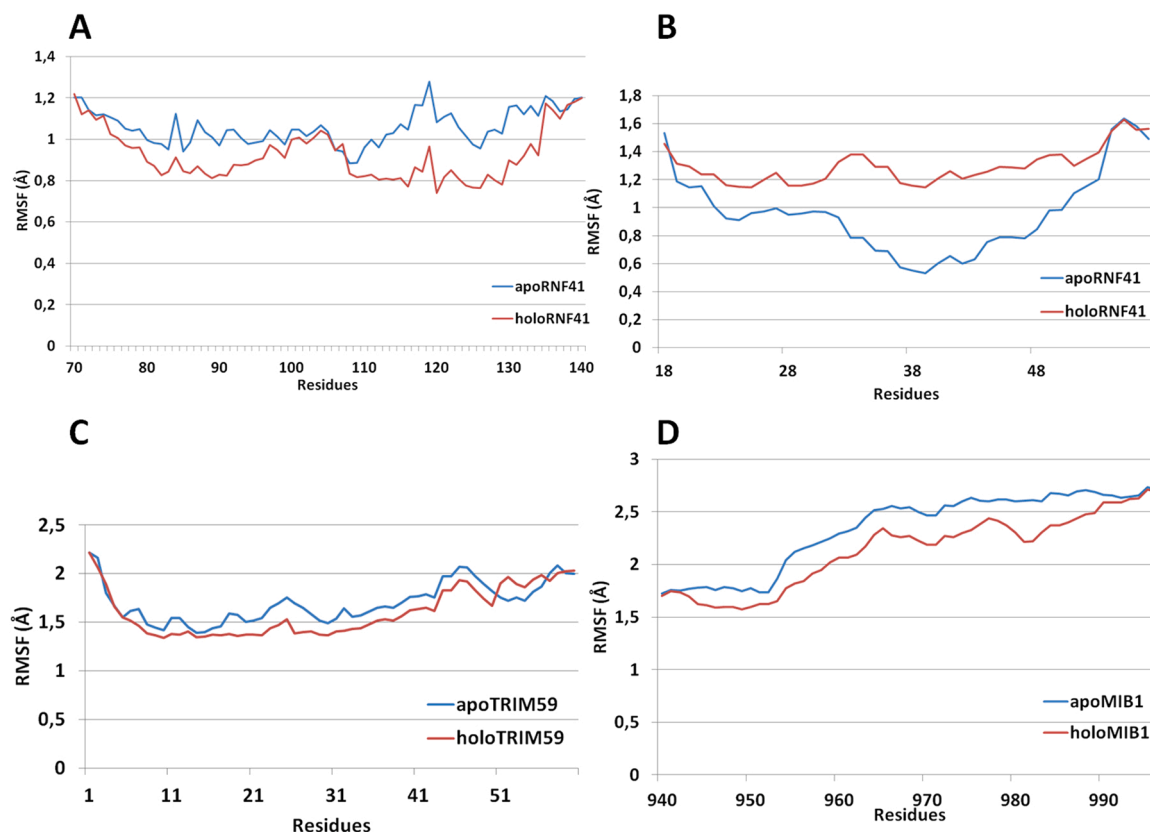 A
1,4
1,2
1
0,8
0,6
0,4
0,2
0
RMSF (Å)
70 80 90 100 110 120 130 140
Residues
apoRNF41
holoRNF41
B
1,8
1,6
1,4
1,2
1
0,8
0,6
0,4
0,2
0
RMSF (Å)
18 28 38 48
Residues
apoRNF41
holoRNF41
C
2,5
2
1,5
1
0,5
0
RMSF (Å)
1 11 21 31 41 51
Residues
apoTRIM59
holoTRIM59
D
3
2,5
2
1,5
1
0,5
0
RMSF (Å)
940 950 960 970 980 990
Residues
apoMIB1
holoMIB1